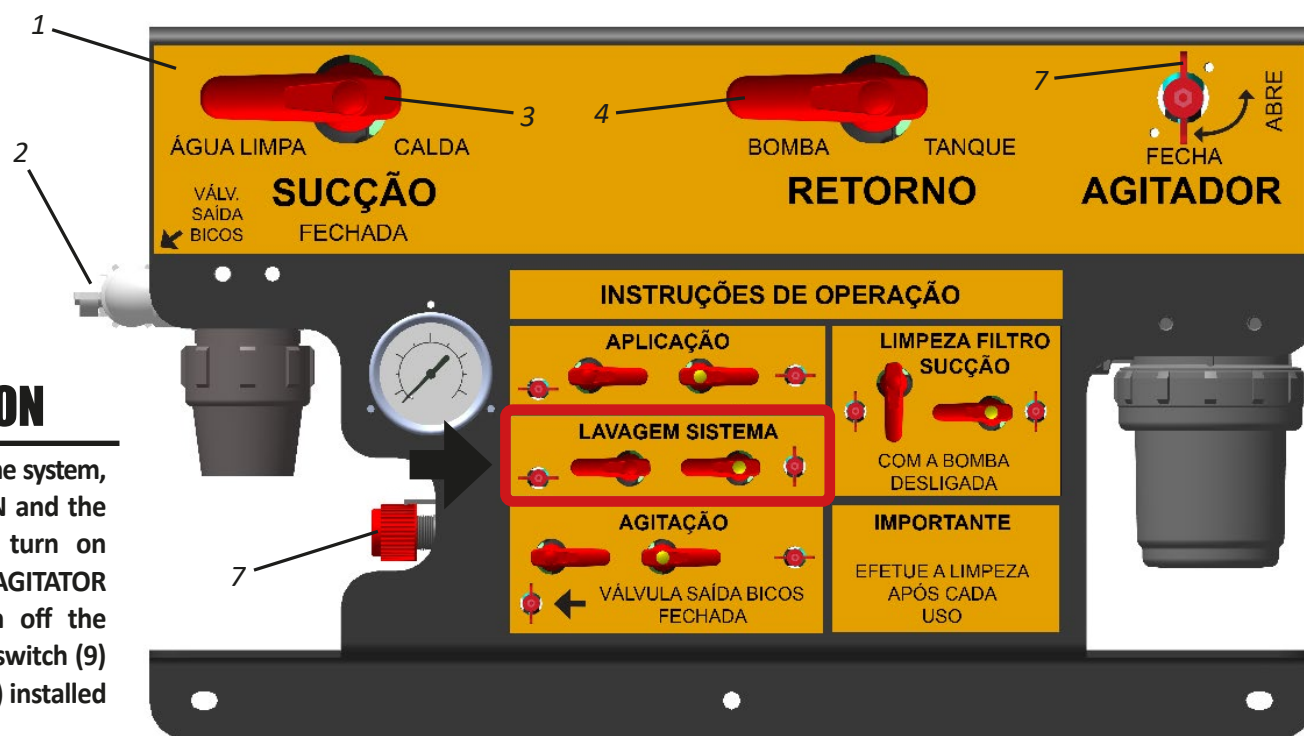 1
2
3
4
7
ÁGUA LIMPA
CALDA
SUCÇÃO
FECHADA
VÁLV.
SAÍDA
BICOS
BOMBA
TANQUE
RETORNO
ABRE
FECHA
AGITADOR
INSTRUÇÕES DE OPERAÇÃO
APLICAÇÃO
LIMPEZA FILTRO
SUCÇÃO
COM A BOMBA
DESLIGADA
LAVAGEM SISTEMA
AGITAÇÃO
VÁLVULA SAÍDA BICOS
FECHADA
IMPORTANTE
EFETUE A LIMPEZA
APÓS CADA
USO
7
ON
system,
N and the
turn on
AGITATOR
off the
switch (9)
) installed